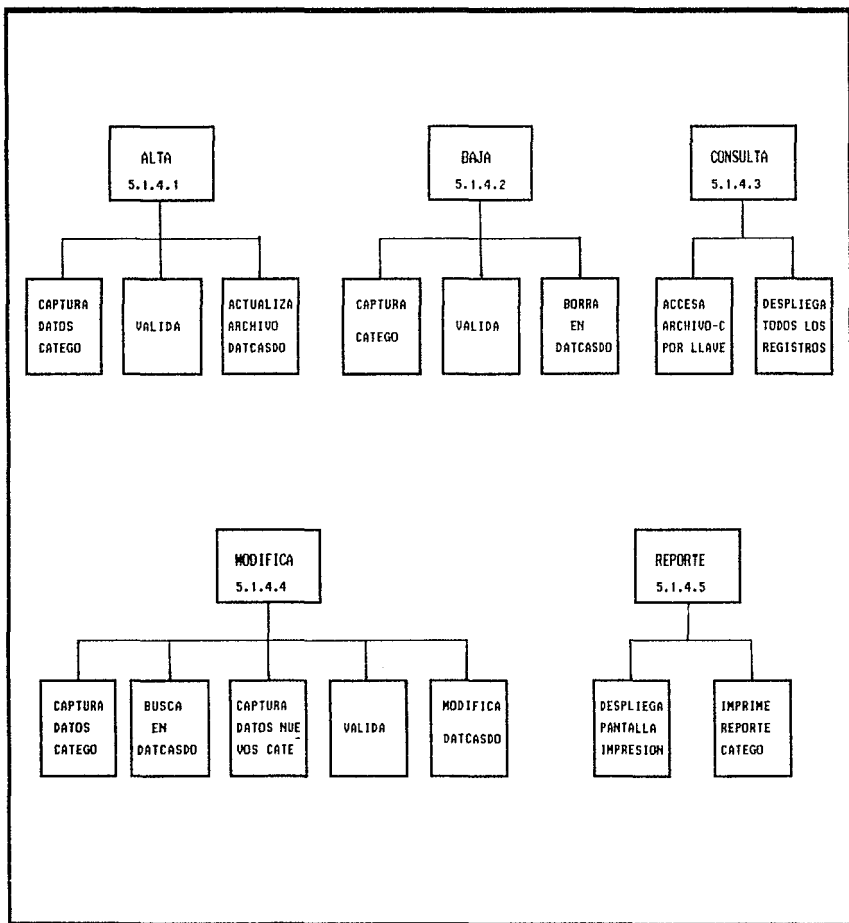 ALTA
5.1.4.1
BAJA
5.1.4.2
CONSULTA
5.1.4.3
CAPTURA
DATOS
CATEGO
VALIDA
ACTUALIZA
ARCHIVO
DATCASDO
CAPTURA
CATEGO
VALIDA
BORRA
EN
DATCASDO
ACCESA
ARCHIVO-C
POR LLAVE
DESPLIEGA
TODOS LOS
REGISTROS
MODIFICA
5.1.4.4
REPORTE
5.1.4.5
CAPTURA
DATOS
CATEGO
BUSCA
EN
DATCASDO
CAPTURA
DATOS NUE
VOS CATE
VALIDA
MODIFICA
DATCASDO
DESPLIEGA
PANTALLA
IMPRESION
IMPRIME
REPORTE
CATEGO